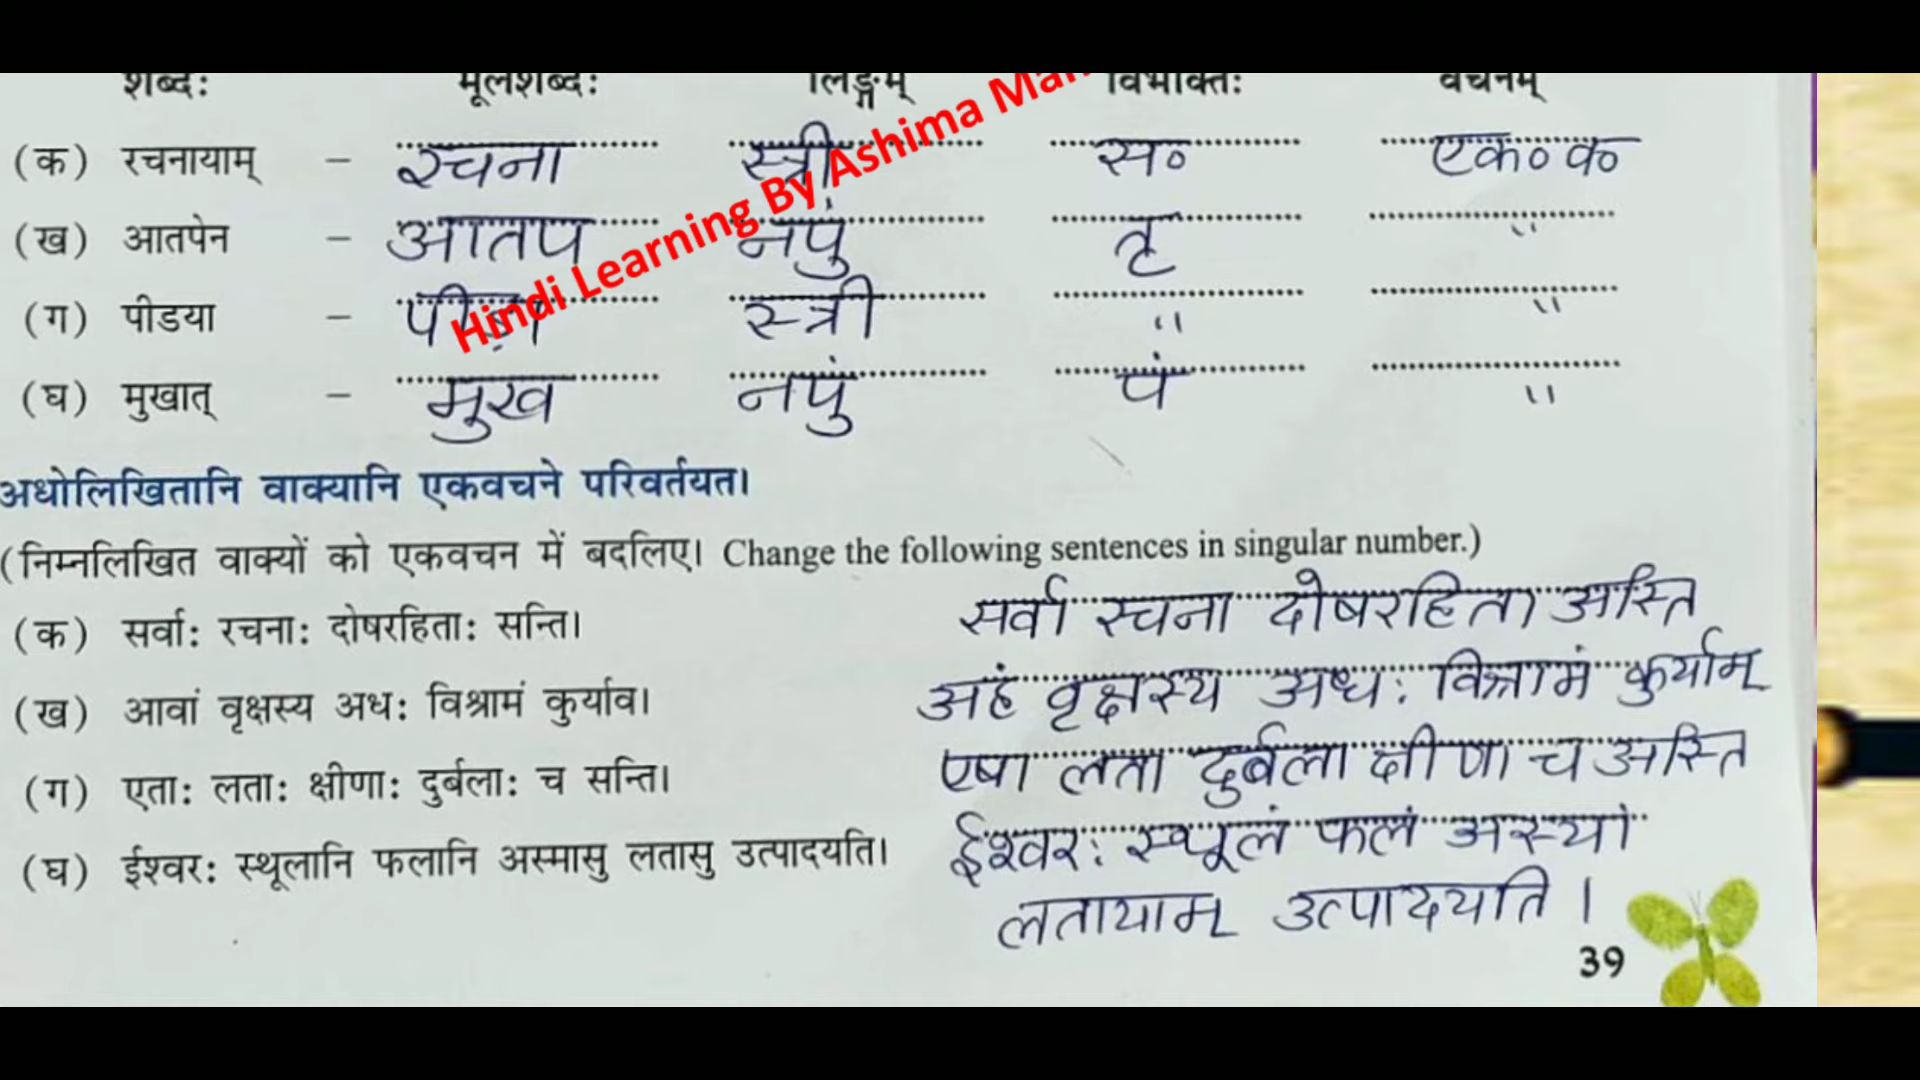 शब्दः मूलशब्दः लिङ्गम् विभक्तिः वचनम्
(क) रचनायाम् – रचना स्त्री स॰ एक॰व॰
(ख) आतपेन – आतप नपुं तृ "
(ग) पीडया – पीड़ा स्त्री " "
(घ) मुखात् – मुख नपुं पं "
Hindi Learning By Ashima
अधोलिखितानि वाक्यानि एकवचने परिवर्तयत।
(निम्नलिखित वाक्यों को एकवचन में बदलिए। Change the following sentences in singular number.)
(क) सर्वाः रचनाः दोषरहिताः सन्ति। सर्वा रचना दोषरहिता अस्ति
(ख) आवां वृक्षस्य अधः विश्रामं कुर्याव। अहं वृक्षस्य अधः विश्रामं कुर्याम्
(ग) एताः लताः क्षीणाः दुर्बलाः च सन्ति। एषा लता दुर्बला क्षीणा च अस्ति
(घ) ईश्वरः स्थूलानि फलानि अस्मासु लतासु उत्पादयति। ईश्वरः स्थूलं फलं अस्यां
लतायाम् उत्पादयति।
39